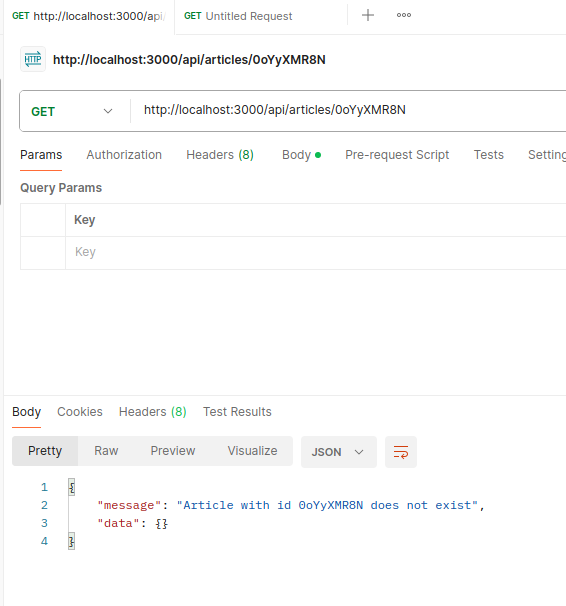 GET http://localhost:3000/api GET Untitled Request
HTTP http://localhost:3000/api/articles/0oYyXMR8N
GET http://localhost:3000/api/articles/0oYyXMR8N
Params Authorization Headers (8) Body Pre-request Script Tests Setting
Query Params
Key
Key
Body Cookies Headers (8) Test Results
Pretty Raw Preview Visualize JSON
1 {
2 "message": "Article with id 0oYyXMR8N does not exist",
3 "data": {}
4 }